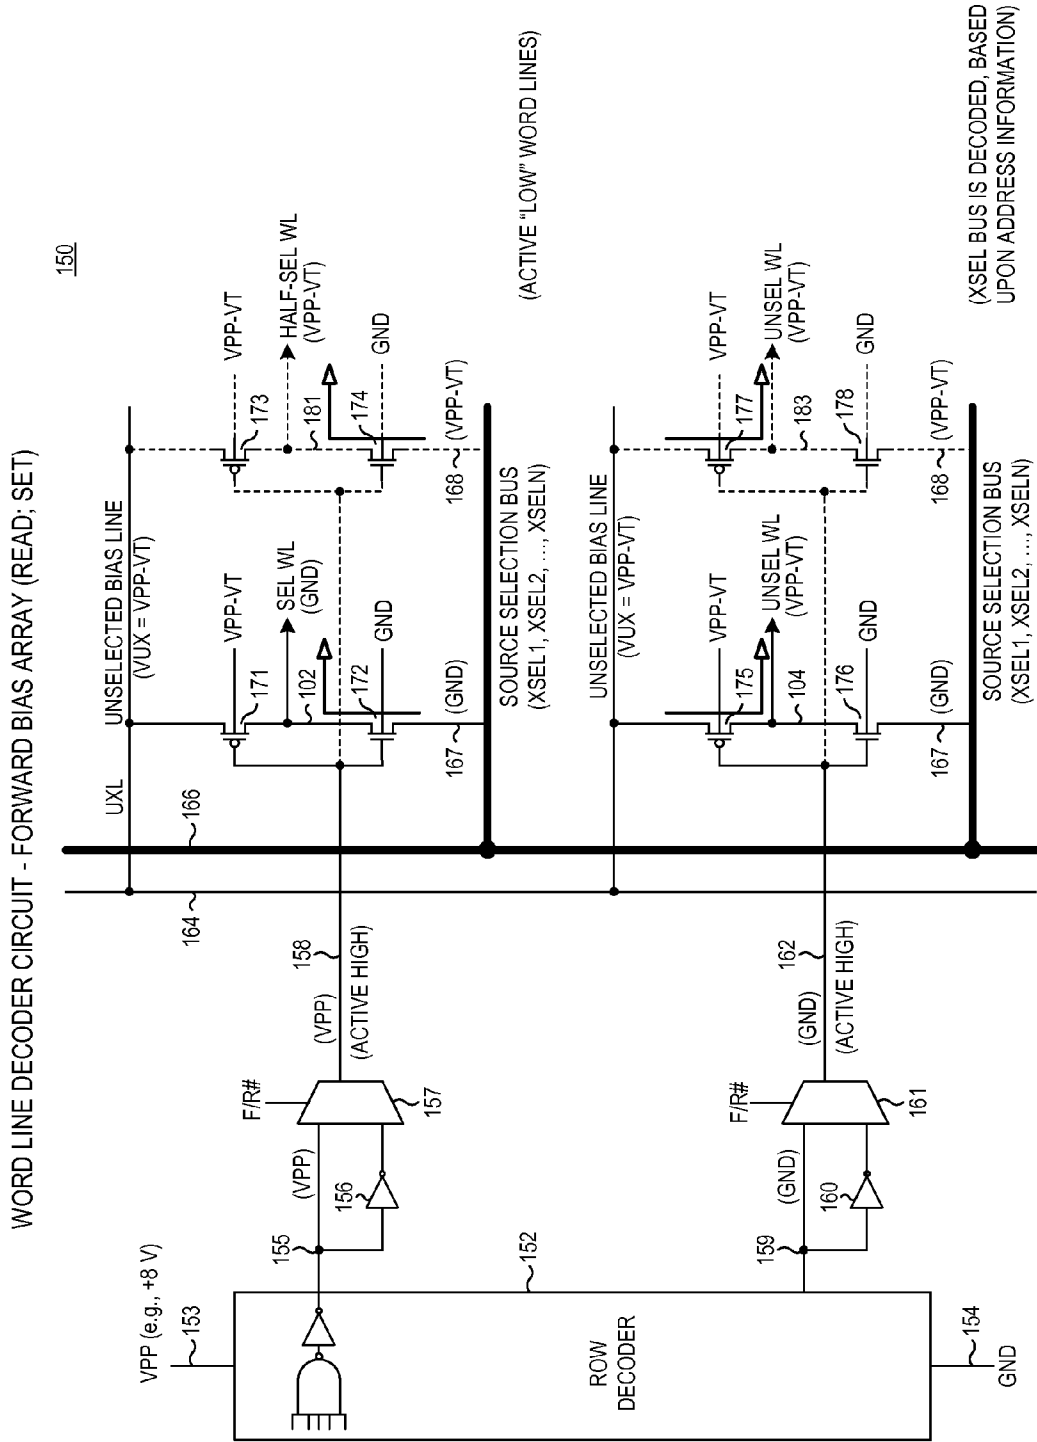 WORD LINE DECODER CIRCUIT - FORWARD BIAS ARRAY (READ; SET)
150
VPP (e.g., +8 V)
153
152
ROW
DECODER
154
GND
155
(VPP)
156
F/R#
157
(VPP)
158
(ACTIVE HIGH)
159
(GND)
160
F/R#
161
(GND)
162
(ACTIVE HIGH)
164
166
UXL
UNSELECTED BIAS LINE
(VUX = VPP-VT)
VPP-VT
171
SEL WL
(GND)
102
172
GND
(GND)
167
VPP-VT
173
HALF-SEL WL
(VPP-VT)
181
174
GND
(VPP-VT)
168
SOURCE SELECTION BUS
(XSEL1, XSEL2, ..., XSELN)
(ACTIVE "LOW" WORD LINES)
UNSELECTED BIAS LINE
(VUX = VPP-VT)
VPP-VT
175
UNSEL WL
(VPP-VT)
104
176
GND
(GND)
167
VPP-VT
177
UNSEL WL
(VPP-VT)
183
178
GND
(VPP-VT)
168
SOURCE SELECTION BUS
(XSEL1, XSEL2, ..., XSELN)
(XSEL BUS IS DECODED, BASED
UPON ADDRESS INFORMATION)